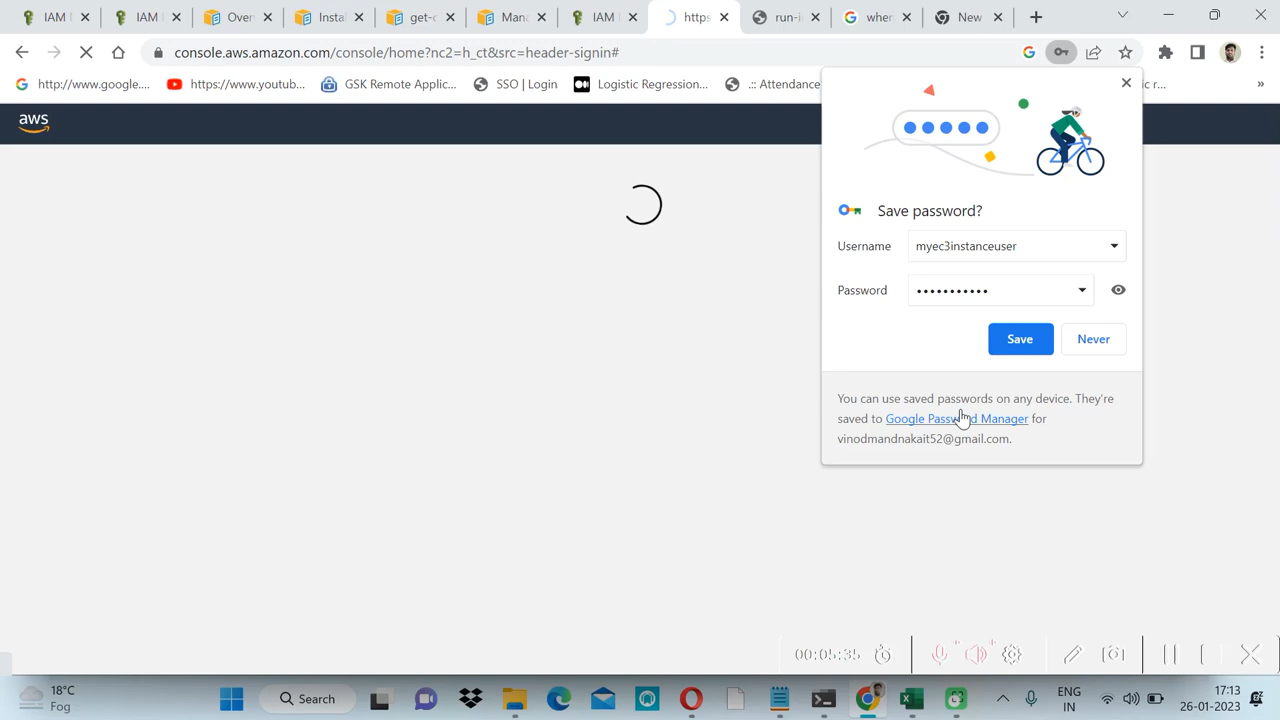 IAM I
IAM (
Over
Insta
get-c
Mana
IAM
https
run-i
wher
New
console.aws.amazon.com/console/home?nc2=h_ct&src=header-signin#
http://www.google....
https://www.youtub...
GSK Remote Applic...
SSO | Login
Logistic Regression...
.:: Attendance
ic r...
»
aws
Save password?
Username
myec3instanceuser
Password
•••••••••••
Save
Never
You can use saved passwords on any device. They're
saved to Google Password Manager for
vinodmandnakait52@gmail.com.
00:05:35
18°C
Fog
Search
ENG
IN
17:13
26-01-2023